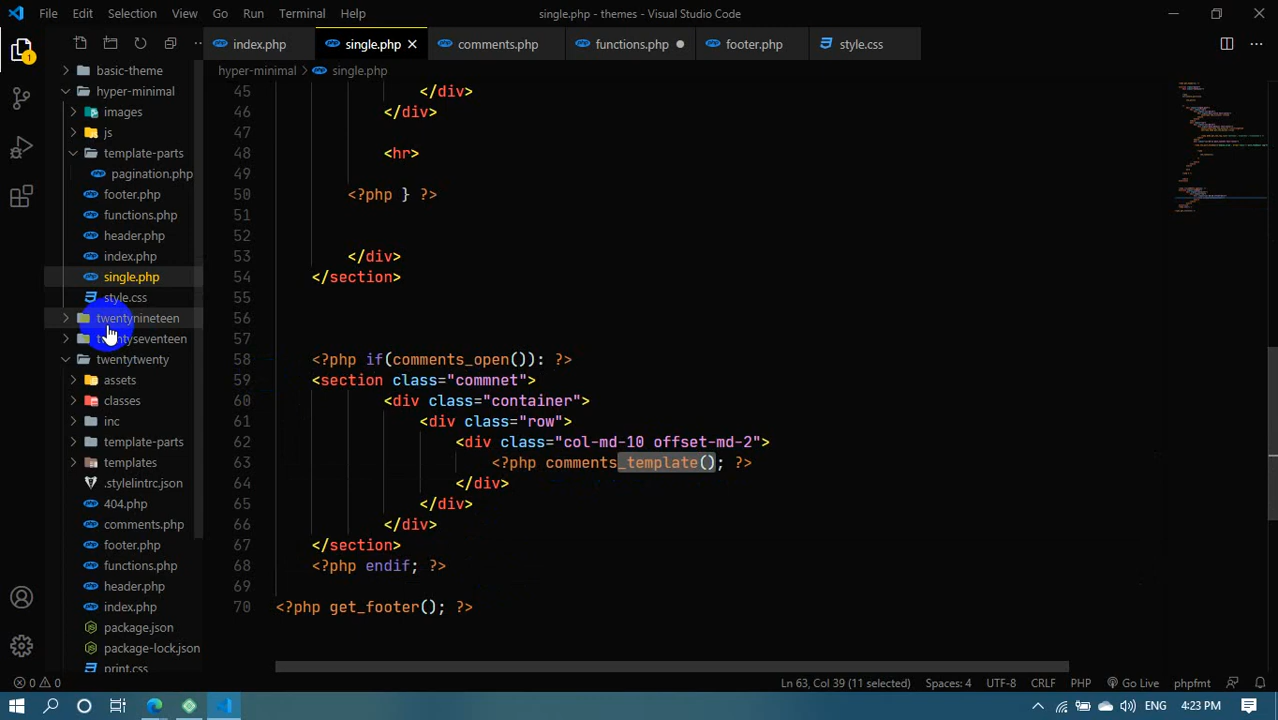 File Edit Selection View Go Run Terminal Help
single.php - themes - Visual Studio Code
index.php
single.php
comments.php
functions.php
footer.php
style.css
hyper-minimal > single.php
1
basic-theme
hyper-minimal
images
js
template-parts
pagination.php
footer.php
functions.php
header.php
index.php
single.php
style.css
twentynineteen
twentyseventeen
twentytwenty
assets
classes
inc
template-parts
templates
.stylelintrc.json
404.php
comments.php
footer.php
functions.php
header.php
index.php
package.json
package-lock.json
print.css
45 </div>
46 </div>
47
48 <hr>
49
50 <?php } ?>
51
52
53 </div>
54 </section>
55
56
57
58 <?php if(comments_open()): ?>
59 <section class="commnet">
60 <div class="container">
61 <div class="row">
62 <div class="col-md-10 offset-md-2">
63 <?php comments_template(); ?>
64 </div>
65 </div>
66 </div>
67 </section>
68 <?php endif; ?>
69
70 <?php get_footer(); ?>
0 0 Ln 63, Col 39 (11 selected) Spaces: 4 UTF-8 CRLF PHP Go Live phpfmt
ENG 4:23 PM